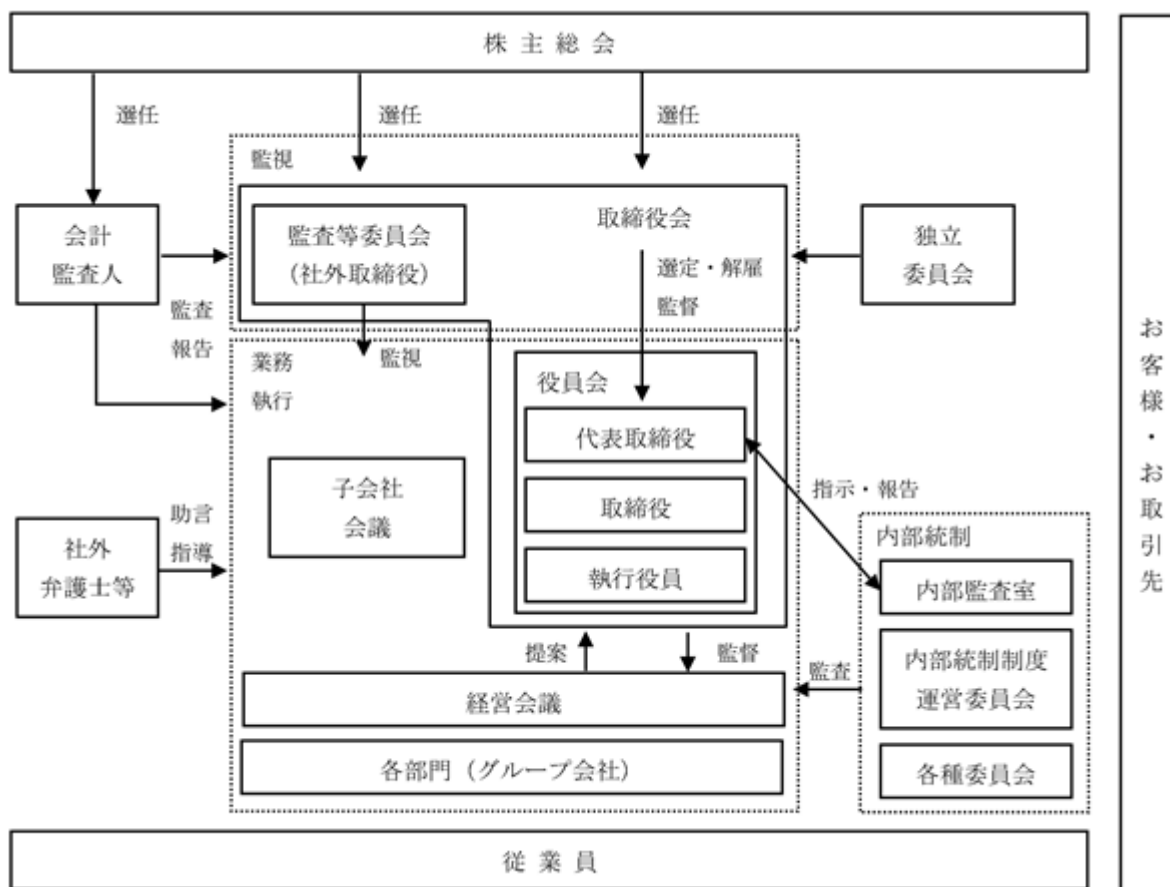 株主総会
選任
選任
選任
監視
会計
監査人
監査等委員会
(社外取締役)
取締役会
独立
委員会
選定・解雇
監督
監査
報告
業務
執行
監視
役員会
代表取締役
取締役
執行役員
子会社
会議
指示・報告
助言
指導
社外
弁護士等
内部統制
内部監査室
内部統制制度
運営委員会
各種委員会
提案
監督
監査
経営会議
各部門(グループ会社)
従業員
お客様・お取引先